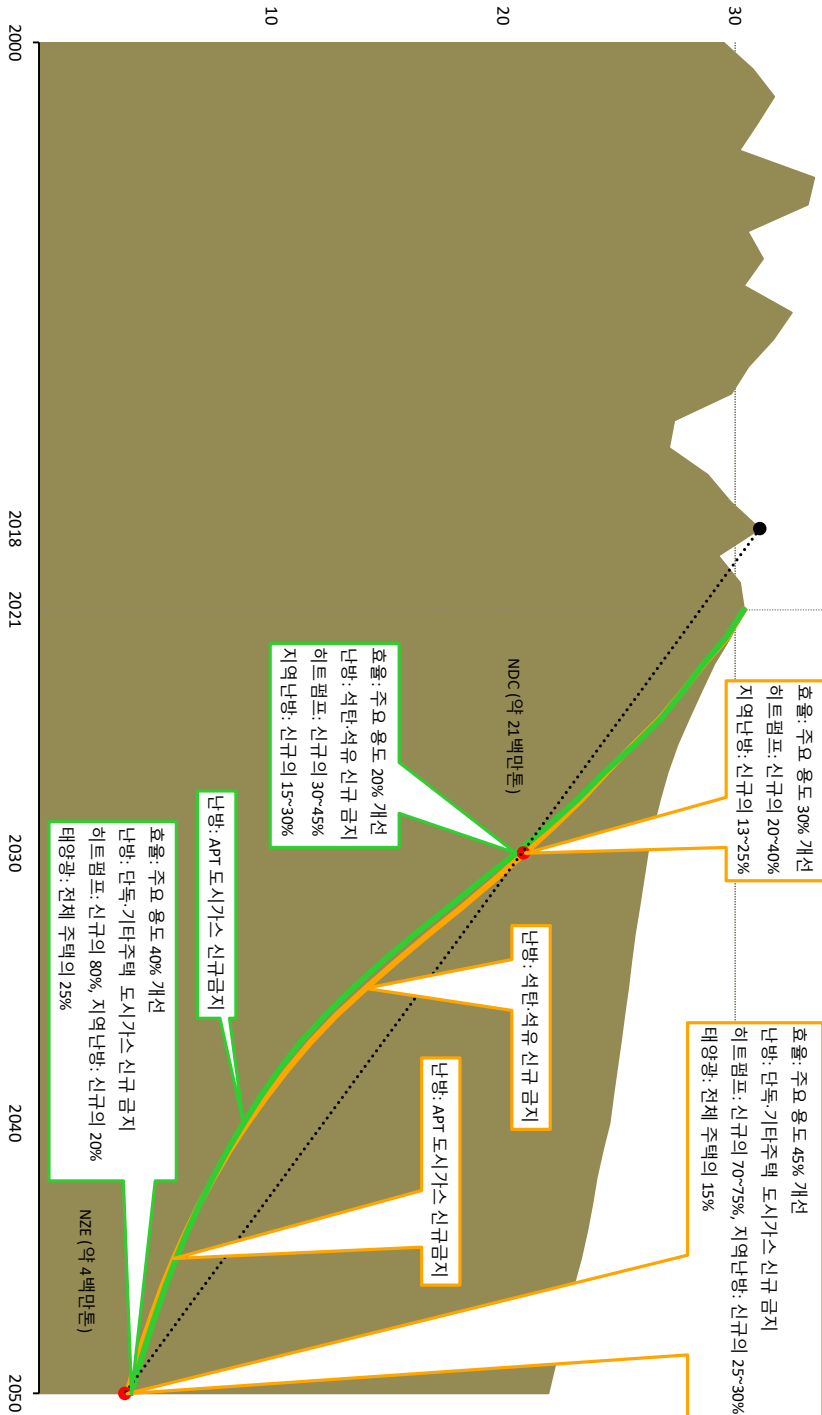 30
20
10
2000
2018
2021
2030
2040
2050
효율: 주요 용도 30% 개선
히트펌프: 신규의 20~40%
지역난방: 신규의 13~25%
효율: 주요 용도 45% 개선
난방: 단독·기타주택 도시가스 신규 금지
히트펌프: 신규의 70~75%, 지역난방: 신규의 25~30%
태양광: 전체 주택의 15%
NDC (약 21백만톤)
난방: 석탄·석유 신규 금지
난방: APT 도시가스 신규금지
효율: 주요 용도 20% 개선
난방: 석탄·석유 신규 금지
히트펌프: 신규의 30~45%
지역난방: 신규의 15~30%
난방: APT 도시가스 신규금지
효율: 주요 용도 40% 개선
난방: 단독·기타주택 도시가스 신규 금지
히트펌프: 신규의 80%, 지역난방: 신규의 20%
태양광: 전체 주택의 25%
NZE (약 4백만톤)